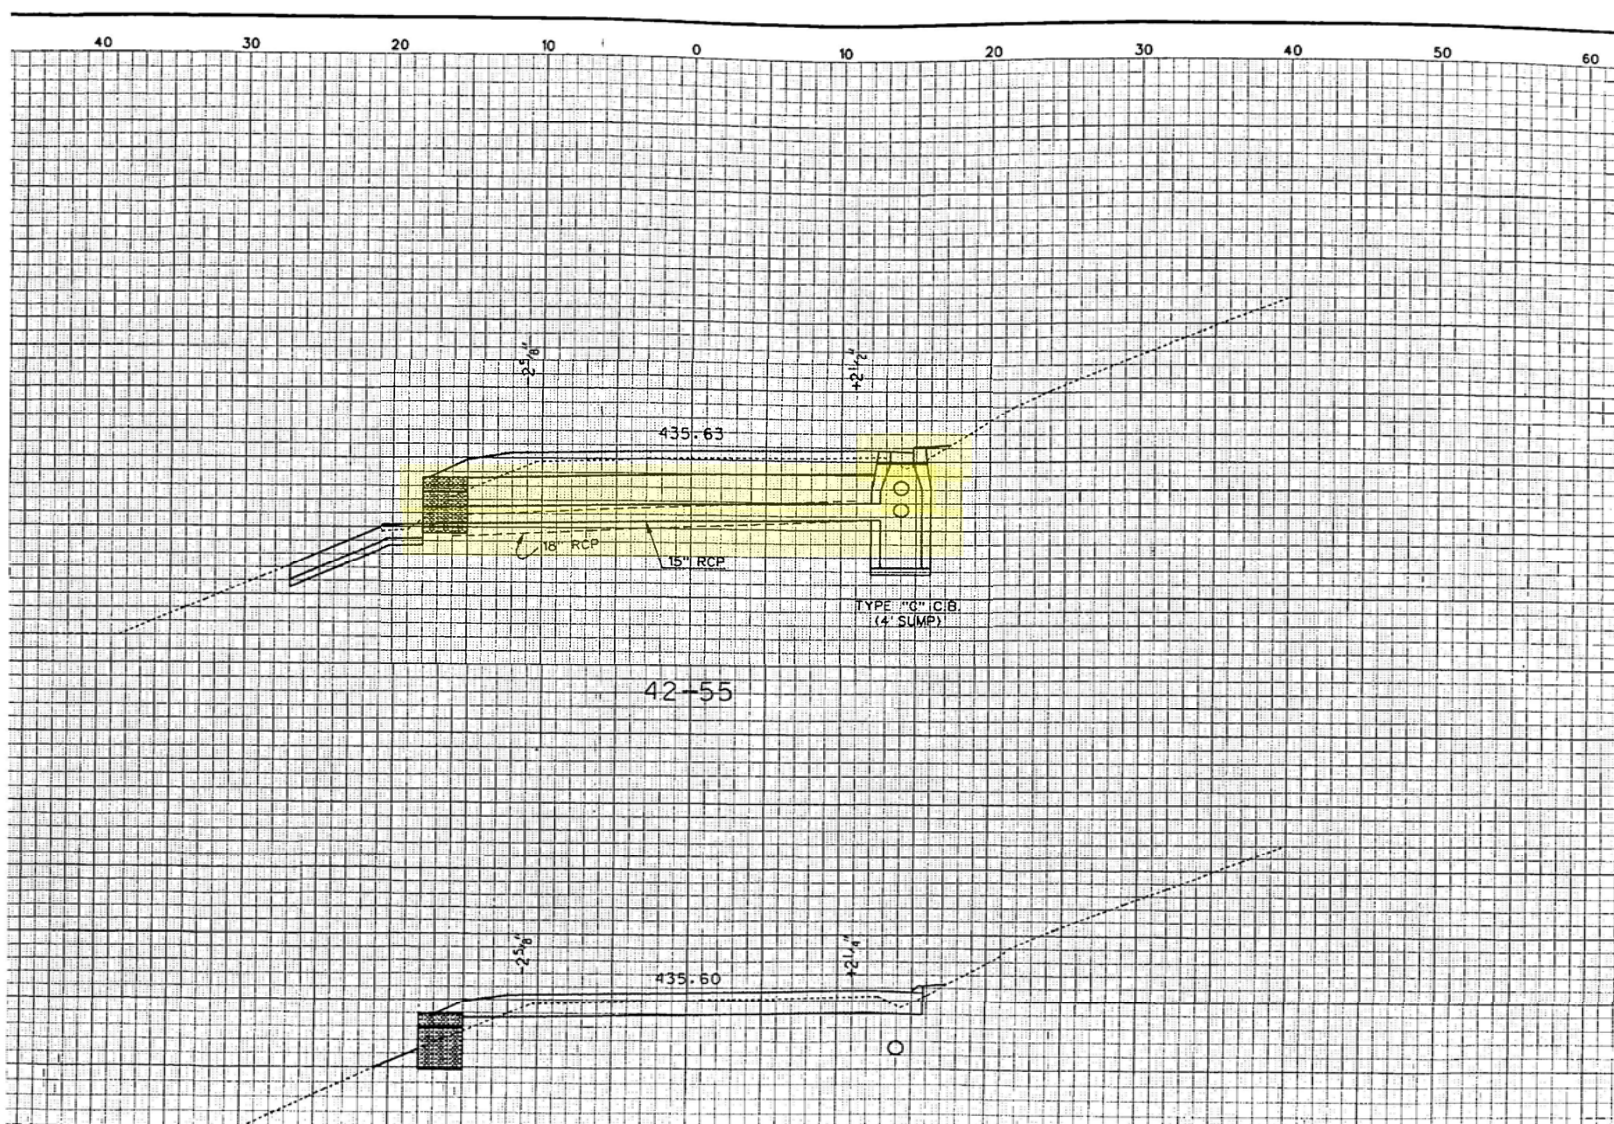 40 30 20 10 0 10 20 30 40 50 60
-2 5/8"
+2 1/2"
435.63
18" RCP
15" RCP
TYPE "C" C.B.
(4' SUMP)
42-55
-2 5/8"
+2 1/4"
435.60